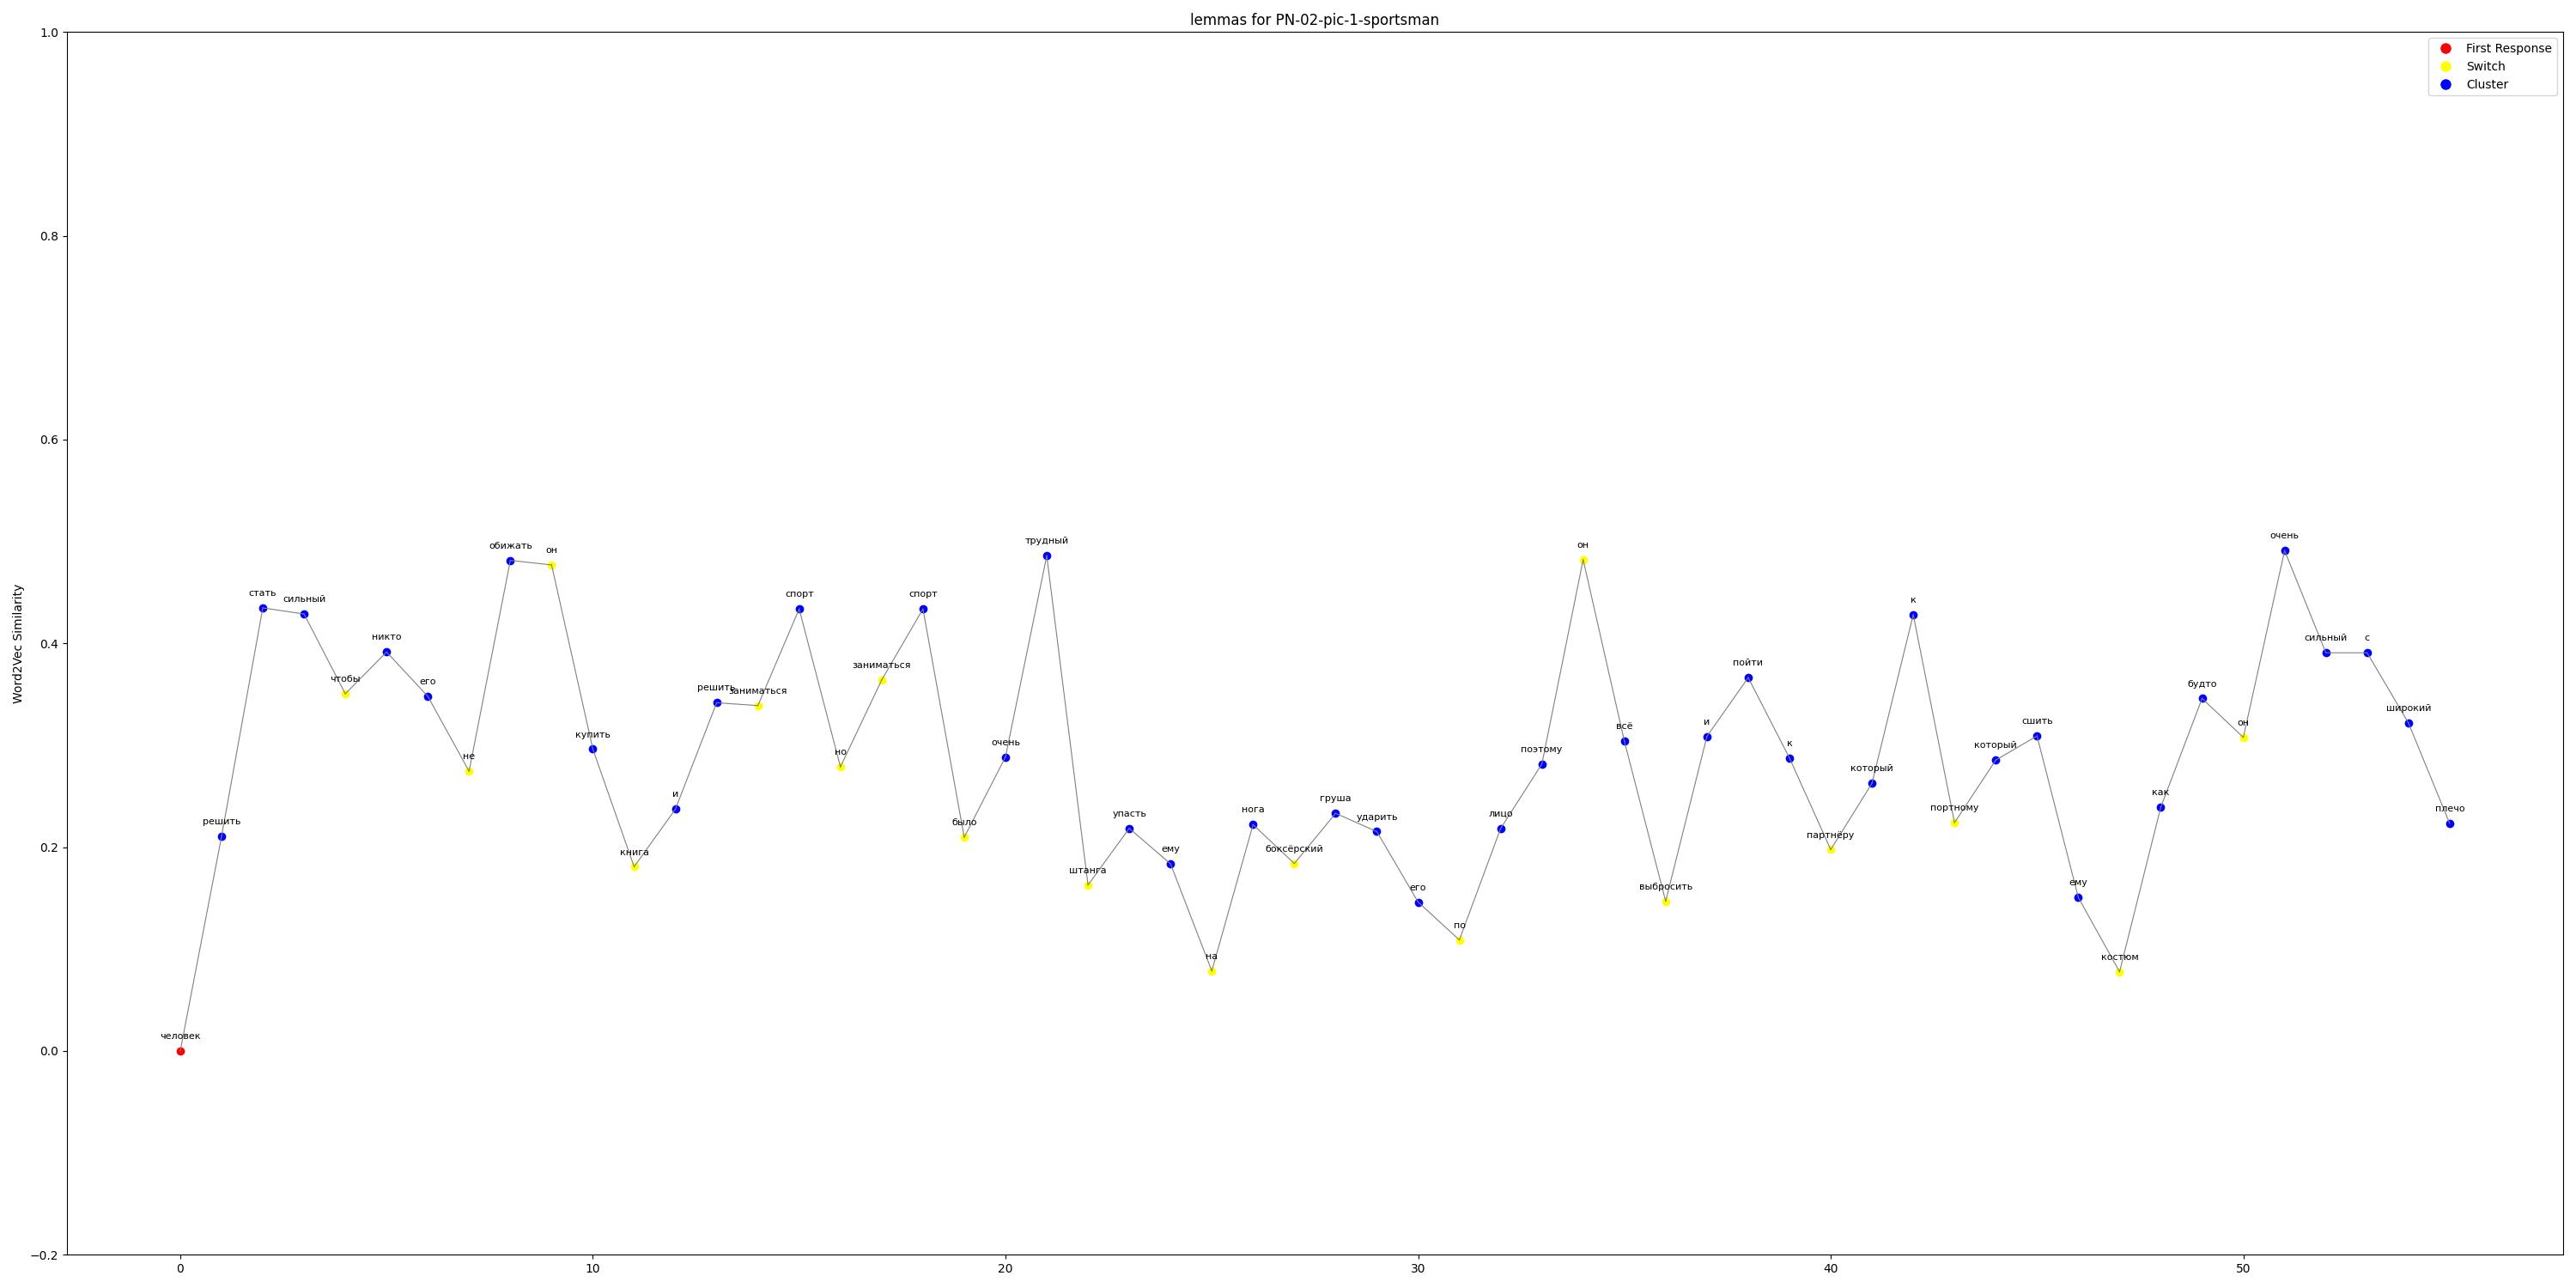 lemmas for PN-02-pic-1-sportsman
1.0
0.8
0.6
0.4
0.2
0.0
−0.2
Word2Vec Similarity
First Response
Switch
Cluster
человек
решить
стать
сильный
чтобы
никто
его
не
обижать
он
купить
книга
и
решить
заниматься
спорт
но
заниматься
спорт
было
очень
трудный
штанга
упасть
ему
на
нога
боксёрский
груша
ударить
его
по
лицо
поэтому
он
всё
выбросить
и
пойти
к
партнёру
который
к
портному
который
сшить
ему
костюм
как
будто
он
очень
сильный
с
широкий
плечо
0
10
20
30
40
50